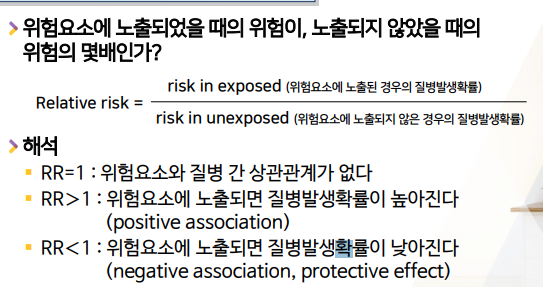 위험요소에 노출되었을 때의 위험이, 노출되지 않았을 때의
위험의 몇배인가?
Relative risk =
risk in exposed (위험요소에 노출된 경우의 질병발생확률)
risk in unexposed (위험요소에 노출되지 않은 경우의 질병발생확률)
해석
RR=1 : 위험요소와 질병 간 상관관계가 없다
RR>1 : 위험요소에 노출되면 질병발생확률이 높아진다
(positive association)
RR<1 : 위험요소에 노출되면 질병발생확률이 낮아진다
(negative association, protective effect)